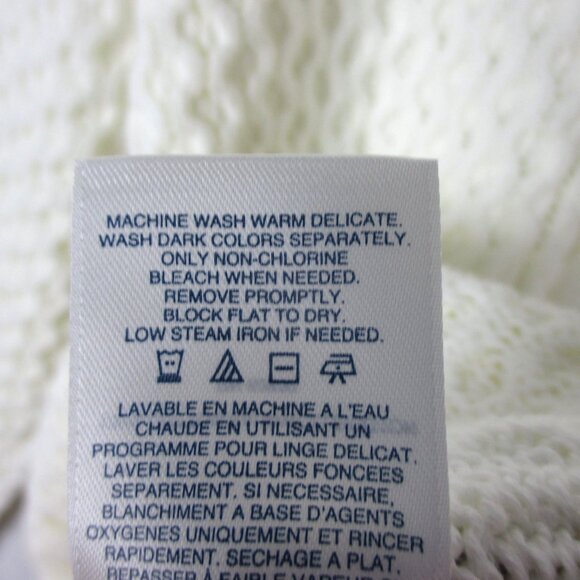 MACHINE WASH WARM DELICATE.
WASH DARK COLORS SEPARATELY.
ONLY NON-CHLORINE
BLEACH WHEN NEEDED.
REMOVE PROMPTLY.
BLOCK FLAT TO DRY.
LOW STEAM IRON IF NEEDED.
LAVABLE EN MACHINE A L'EAU
CHAUDE EN UTILISANT UN
PROGRAMME POUR LINGE DELICAT.
LAVER LES COULEURS FONCEES
SEPAREMENT. SI NECESSAIRE,
BLANCHIMENT A BASE D'AGENTS
OXYGENES UNIQUEMENT ET RINCER
RAPIDEMENT. SECHAGE A PLAT.
REPASSER À FAIBLE